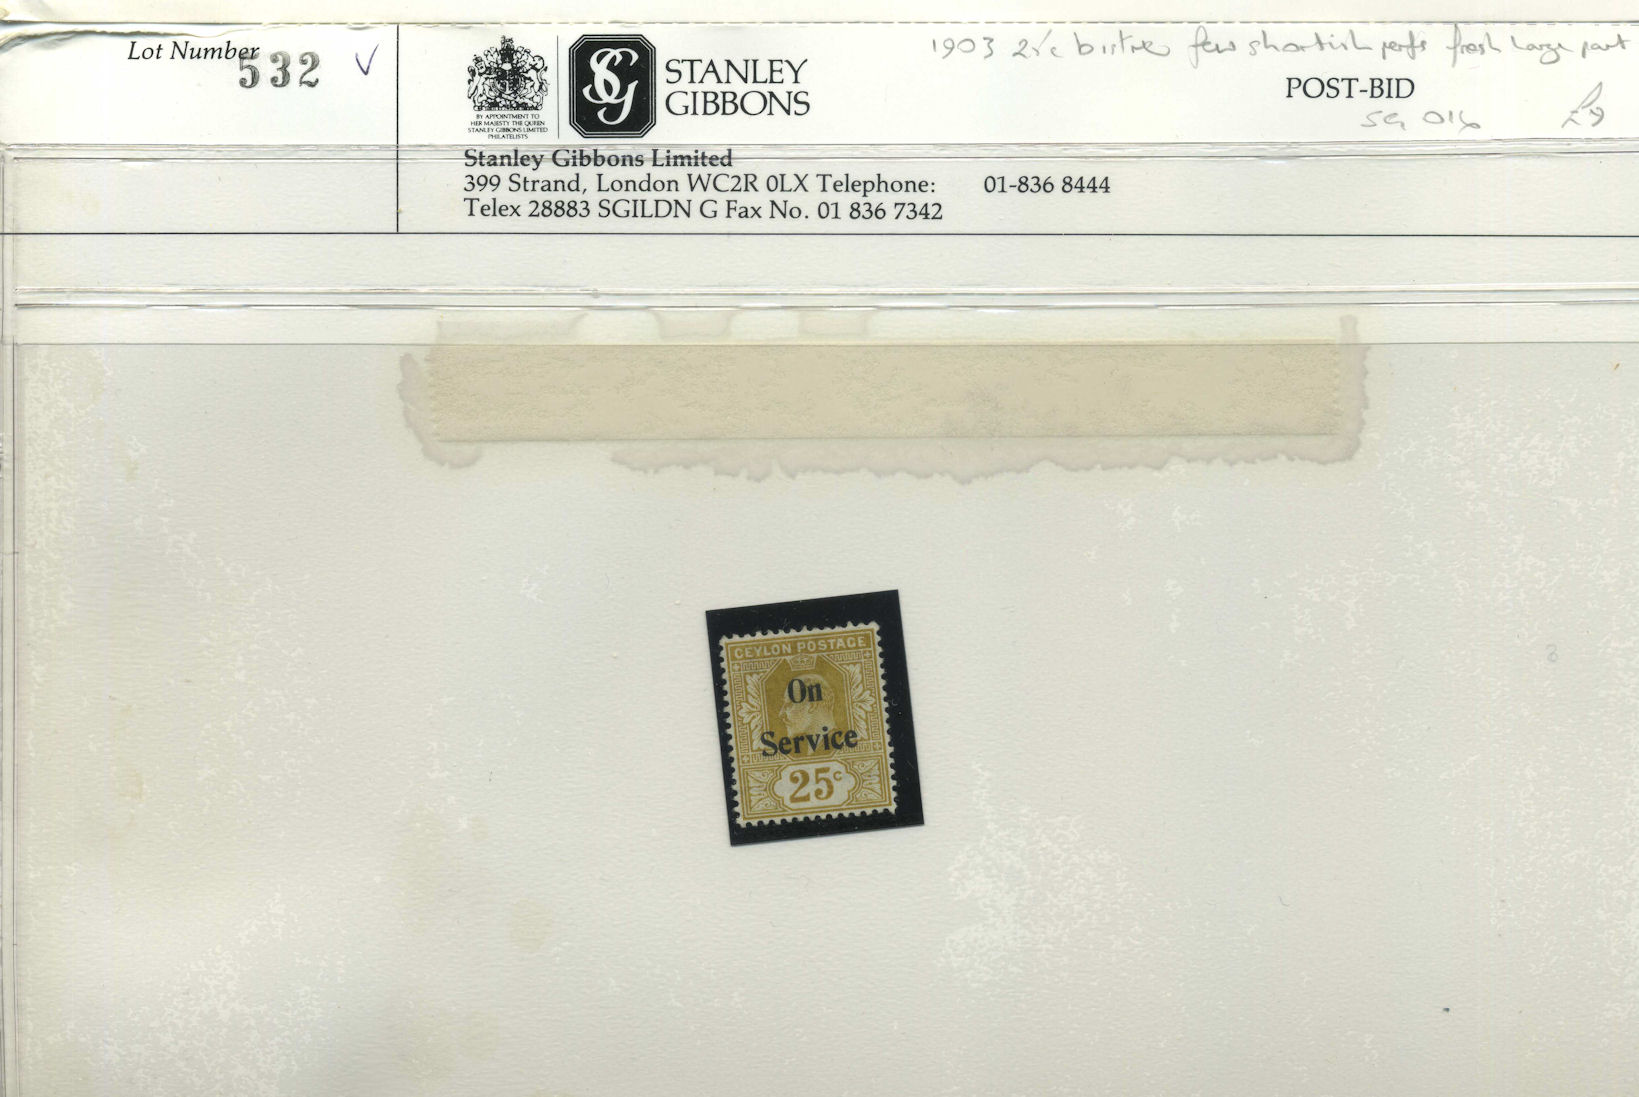 Lot Number
532
BY APPOINTMENT TO
HER MAJESTY THE QUEEN
STANLEY GIBBONS LIMITED
PHILATELISTS
SG
STANLEY
GIBBONS
1903 25c bistre few shortish perfs fresh large part
POST-BID
SG O16
Stanley Gibbons Limited
399 Strand, London WC2R 0LX Telephone: 01-836 8444
Telex 28883 SGILDN G Fax No. 01 836 7342
CEYLON POSTAGE
On
Service
25c